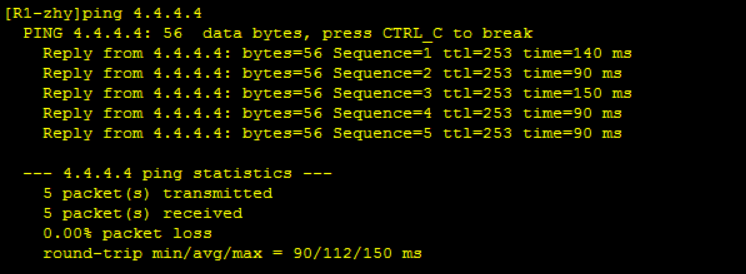 [R1-zhy]ping 4.4.4.4
PING 4.4.4.4: 56  data bytes, press CTRL_C to break
Reply from 4.4.4.4: bytes=56 Sequence=1 ttl=253 time=140 ms
Reply from 4.4.4.4: bytes=56 Sequence=2 ttl=253 time=90 ms
Reply from 4.4.4.4: bytes=56 Sequence=3 ttl=253 time=150 ms
Reply from 4.4.4.4: bytes=56 Sequence=4 ttl=253 time=90 ms
Reply from 4.4.4.4: bytes=56 Sequence=5 ttl=253 time=90 ms
--- 4.4.4.4 ping statistics ---
5 packet(s) transmitted
5 packet(s) received
0.00% packet loss
round-trip min/avg/max = 90/112/150 ms